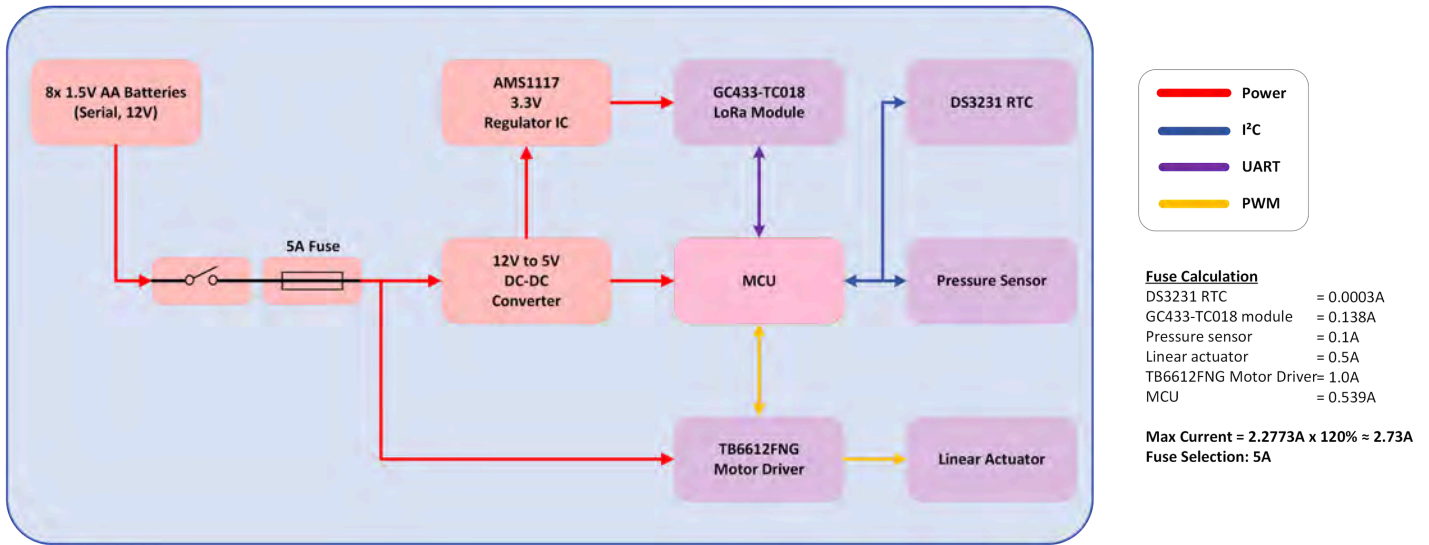 8x 1.5V AA Batteries
(Serial, 12V)
AMS1117
3.3V
Regulator IC
GC433-TC018
LoRa Module
DS3231 RTC
5A Fuse
12V to 5V
DC-DC
Converter
MCU
Pressure Sensor
TB6612FNG
Motor Driver
Linear Actuator
Power
I²C
UART
PWM
Fuse Calculation
DS3231 RTC = 0.0003A
GC433-TC018 module = 0.138A
Pressure sensor = 0.1A
Linear actuator = 0.5A
TB6612FNG Motor Driver= 1.0A
MCU = 0.539A
Max Current = 2.2773A x 120% ≈ 2.73A
Fuse Selection: 5A